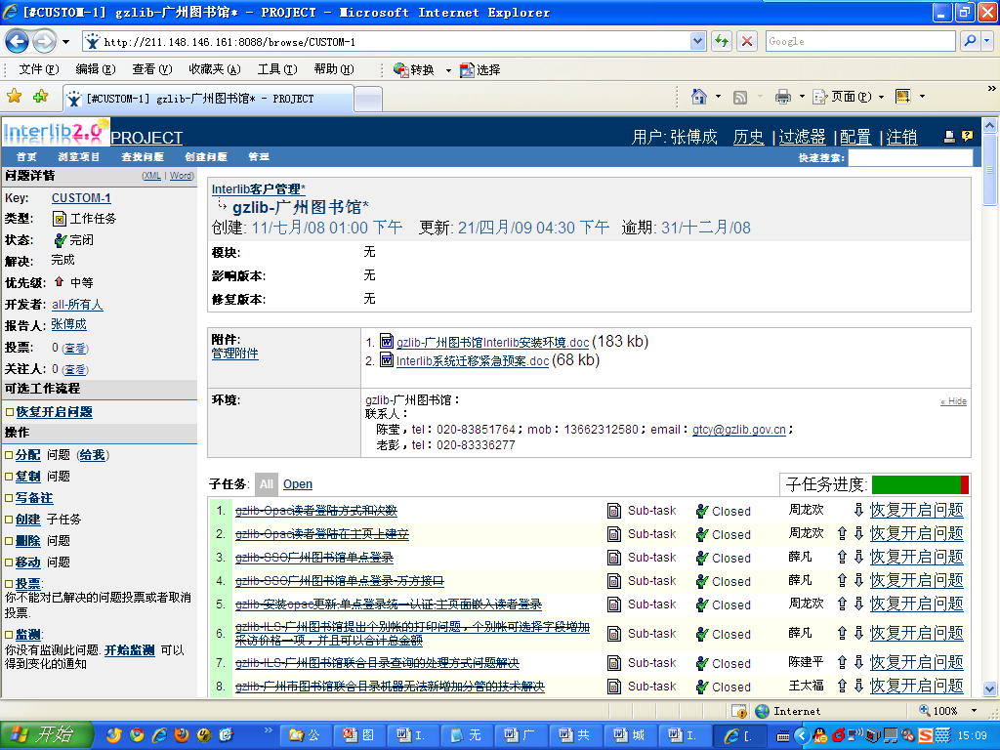 [#CUSTOM-1] gzlib-广州图书馆* - PROJECT - Microsoft Internet Explorer
http://211.148.146.161:8088/browse/CUSTOM-1
Google
文件(F) 编辑(E) 查看(V) 收藏夹(A) 工具(T) 帮助(H) 转换 选择
[#CUSTOM-1] gzlib-广州图书馆* - PROJECT
页面(P)
Interlib2.0 PROJECT
用户: 张傅成 历史 | 过滤器 | 配置 | 注销
首页 浏览项目 查找问题 创建问题 管理
快速搜索:
问题详情 (XML | Word)
Key: CUSTOM-1
类型: 工作任务
状态: 完闭
解决: 完成
优先级: 中等
开发者: all-所有人
报告人: 张傅成
投票: 0 (查看)
关注人: 0 (查看)
可选工作流程
恢复开启问题
操作
分配 问题 (给我)
复制 问题
写备注
创建 子任务
删除 问题
移动 问题
投票:
你不能对已解决的问题投票或者取消
投票.
监测:
你没有监测此问题. 开始监测 可以
得到变化的通知
Interlib客户管理*
gzlib-广州图书馆*
创建: 11/七月/08 01:00 下午 更新: 21/四月/09 04:30 下午 逾期: 31/十二月/08
模块: 无
影响版本: 无
修复版本: 无
附件:
管理附件
1. gzlib-广州图书馆Interlib安装环境.doc (183 kb)
2. Interlib系统迁移紧急预案.doc (68 kb)
环境:
gzlib-广州图书馆：
« Hide
联系人：
陈莹，tel：020-83851764；mob：13662312580；email：gtcy@gzlib.gov.cn；
老彭，tel：020-83336277
子任务: All Open
子任务进度:
1. gzlib-Opac读者登陆方式和次数 Sub-task Closed 周龙欢 恢复开启问题
2. gzlib-Opac读者登陆在主页上建立 Sub-task Closed 周龙欢 恢复开启问题
3. gzlib-SSO广州图书馆单点登录 Sub-task Closed 薛凡 恢复开启问题
4. gzlib-SSO广州图书馆单点登录-万方接口 Sub-task Closed 薛凡 恢复开启问题
5. gzlib-安装opac更新;单点登录统一认证;主页面嵌入读者登录 Sub-task Closed 周龙欢 恢复开启问题
6. gzlib-ILS-广州图书馆提出个别帐的打印问题，个别帐可选择字段增加
采访价格一项，并且可以合计总金额 Sub-task Closed 薛凡 恢复开启问题
7. gzlib-ILS-广州图书馆联合目录查询的处理方式问题解决 Sub-task Closed 陈建平 恢复开启问题
8. gzlib-广州市图书馆联合目录机器无法新增加分管的技术解决 Sub-task Closed 王太福 恢复开启问题
Internet 100%
开始 公 图 I. 无 广 共 城 I. [. 15:09